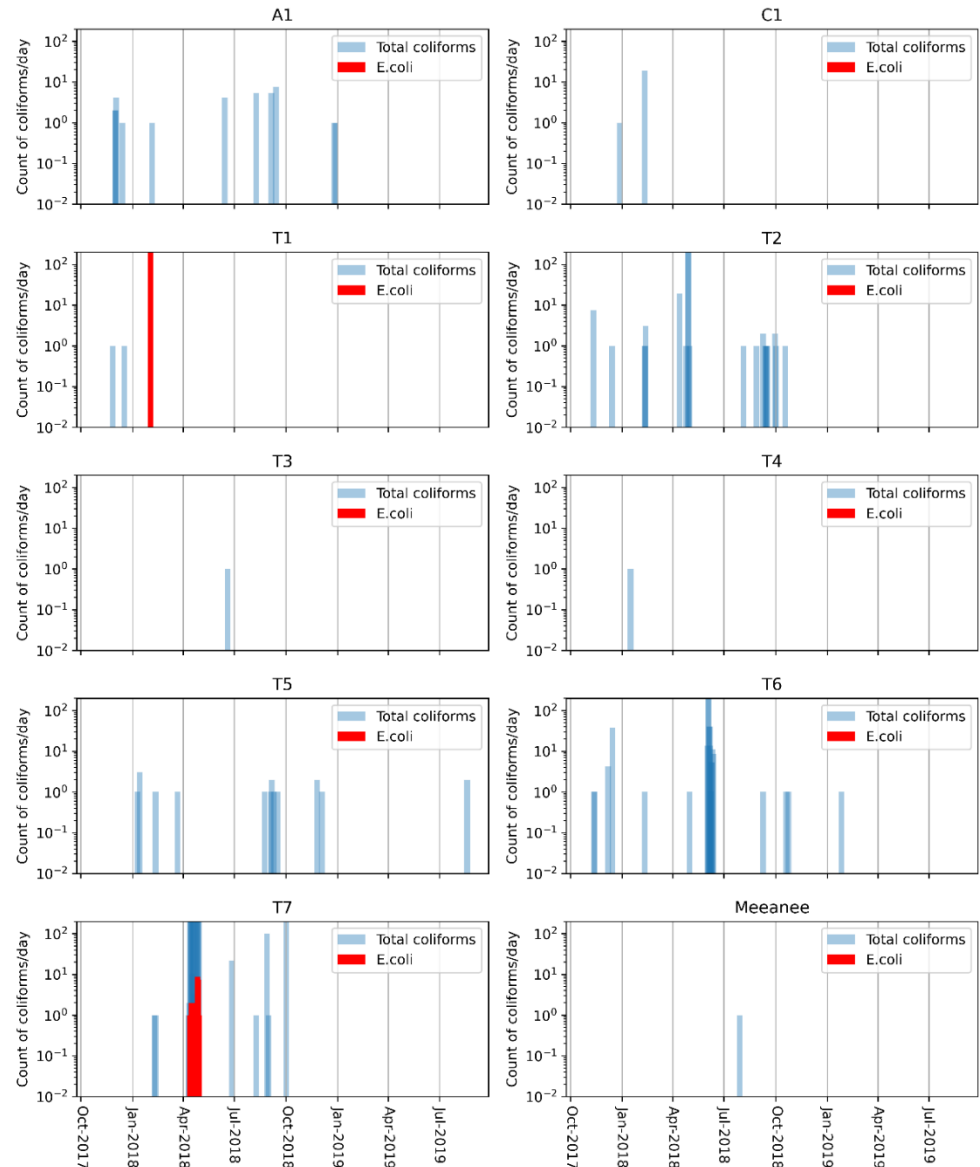 A1
Count of coliforms/day
10²
10¹
10⁰
10⁻¹
10⁻²
Total coliforms
E.coli
C1
Count of coliforms/day
10²
10¹
10⁰
10⁻¹
10⁻²
Total coliforms
E.coli
T1
Count of coliforms/day
10²
10¹
10⁰
10⁻¹
10⁻²
Total coliforms
E.coli
T2
Count of coliforms/day
10²
10¹
10⁰
10⁻¹
10⁻²
Total coliforms
E.coli
T3
Count of coliforms/day
10²
10¹
10⁰
10⁻¹
10⁻²
Total coliforms
E.coli
T4
Count of coliforms/day
10²
10¹
10⁰
10⁻¹
10⁻²
Total coliforms
E.coli
T5
Count of coliforms/day
10²
10¹
10⁰
10⁻¹
10⁻²
Total coliforms
E.coli
T6
Count of coliforms/day
10²
10¹
10⁰
10⁻¹
10⁻²
Total coliforms
E.coli
T7
Count of coliforms/day
10²
10¹
10⁰
10⁻¹
10⁻²
Total coliforms
E.coli
Oct-2017
Jan-2018
Apr-2018
Jul-2018
Oct-2018
Jan-2019
Apr-2019
Jul-2019
Meeanee
Count of coliforms/day
10²
10¹
10⁰
10⁻¹
10⁻²
Total coliforms
E.coli
Oct-2017
Jan-2018
Apr-2018
Jul-2018
Oct-2018
Jan-2019
Apr-2019
Jul-2019